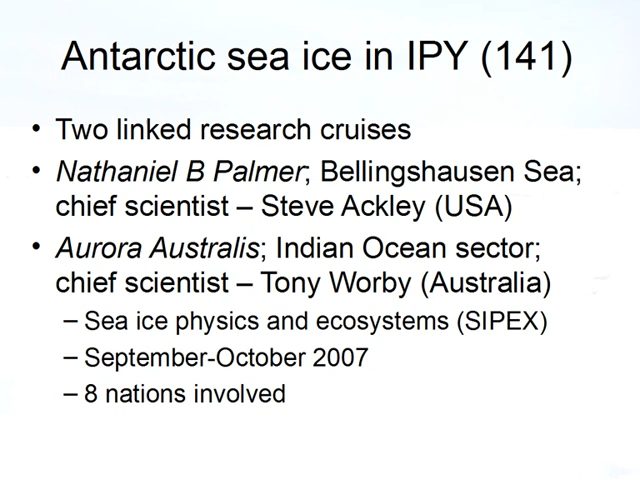 Antarctic sea ice in IPY (141)
• Two linked research cruises
• Nathaniel B Palmer; Bellingshausen Sea;
chief scientist – Steve Ackley (USA)
• Aurora Australis; Indian Ocean sector;
chief scientist – Tony Worby (Australia)
– Sea ice physics and ecosystems (SIPEX)
– September-October 2007
– 8 nations involved